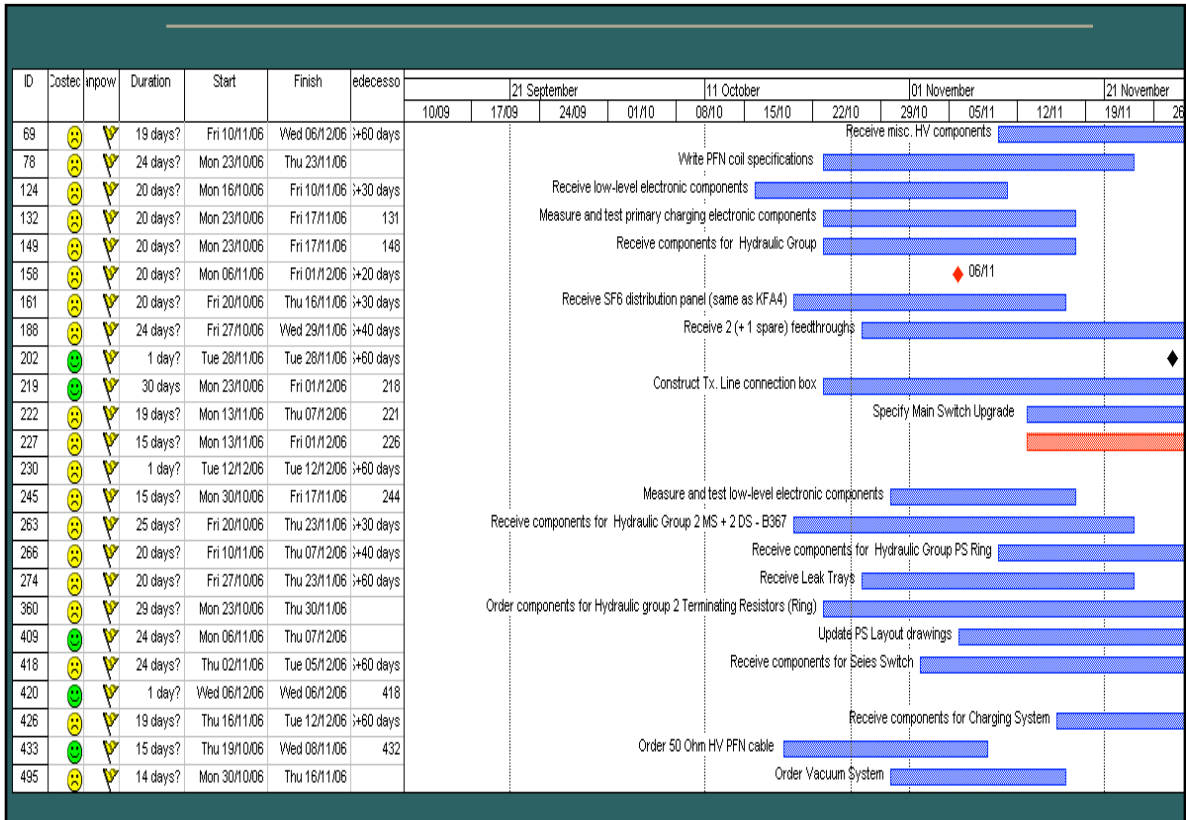 ID Costec anpow Duration Start Finish edecesso
21 September 11 October 01 November 21 November
10/09 17/09 24/09 01/10 08/10 15/10 22/10 29/10 05/11 12/11 19/11 26
69 19 days? Fri 10/11/06 Wed 06/12/06 S+60 days Receive misc. HV components
78 24 days? Mon 23/10/06 Thu 23/11/06 Write PFN coil specifications
124 20 days? Mon 16/10/06 Fri 10/11/06 S+30 days Receive low-level electronic components
132 20 days? Mon 23/10/06 Fri 17/11/06 131 Measure and test primary charging electronic components
149 20 days? Mon 23/10/06 Fri 17/11/06 148 Receive components for Hydraulic Group
158 20 days? Mon 06/11/06 Fri 01/12/06 S+20 days 06/11
161 20 days? Fri 20/10/06 Thu 16/11/06 S+30 days Receive SF6 distribution panel (same as KFA4)
188 24 days? Fri 27/10/06 Wed 29/11/06 S+40 days Receive 2 (+ 1 spare) feedthroughs
202 1 day? Tue 28/11/06 Tue 28/11/06 S+60 days
219 30 days Mon 23/10/06 Fri 01/12/06 218 Construct Tx. Line connection box
222 19 days? Mon 13/11/06 Thu 07/12/06 221 Specify Main Switch Upgrade
227 15 days? Mon 13/11/06 Fri 01/12/06 226
230 1 day? Tue 12/12/06 Tue 12/12/06 S+60 days
245 15 days? Mon 30/10/06 Fri 17/11/06 244 Measure and test low-level electronic components
263 25 days? Fri 20/10/06 Thu 23/11/06 S+30 days Receive components for Hydraulic Group 2 MS + 2 DS - B367
266 20 days? Fri 10/11/06 Thu 07/12/06 S+40 days Receive components for Hydraulic Group PS Ring
274 20 days? Fri 27/10/06 Thu 23/11/06 S+60 days Receive Leak Trays
360 29 days? Mon 23/10/06 Thu 30/11/06 Order components for Hydraulic group 2 Terminating Resistors (Ring)
409 24 days? Mon 06/11/06 Thu 07/12/06 Update PS Layout drawings
418 24 days? Thu 02/11/06 Tue 05/12/06 S+60 days Receive components for Seies Switch
420 1 day? Wed 06/12/06 Wed 06/12/06 418
426 19 days? Thu 16/11/06 Tue 12/12/06 S+60 days Receive components for Charging System
433 15 days? Thu 19/10/06 Wed 08/11/06 432 Order 50 Ohm HV PFN cable
495 14 days? Mon 30/10/06 Thu 16/11/06 Order Vacuum System